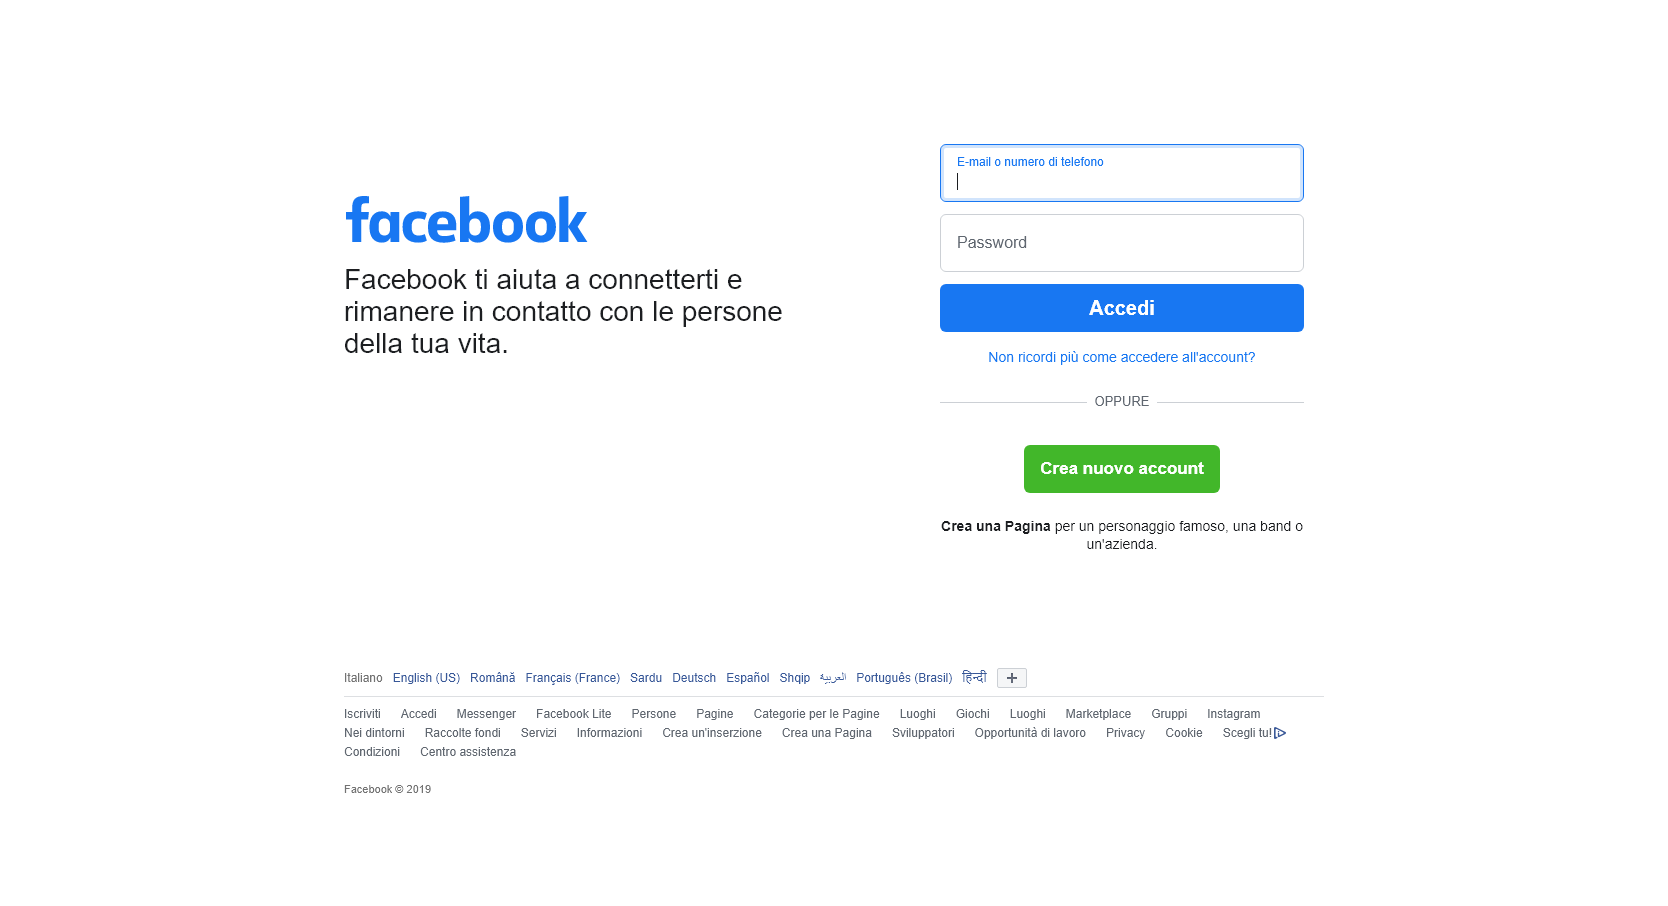 facebook
Facebook ti aiuta a connetterti e
rimanere in contatto con le persone
della tua vita.
E-mail o numero di telefono
Password
Accedi
Non ricordi più come accedere all'account?
OPPURE
Crea nuovo account
Crea una Pagina per un personaggio famoso, una band o
un'azienda.
Italiano English (US) Română Français (France) Sardu Deutsch Español Shqip العربية Português (Brasil) हिन्दी
Iscriviti Accedi Messenger Facebook Lite Persone Pagine Categorie per le Pagine Luoghi Giochi Luoghi Marketplace Gruppi Instagram
Nei dintorni Raccolte fondi Servizi Informazioni Crea un'inserzione Crea una Pagina Sviluppatori Opportunità di lavoro Privacy Cookie Scegli tu!
Condizioni Centro assistenza
Facebook © 2019